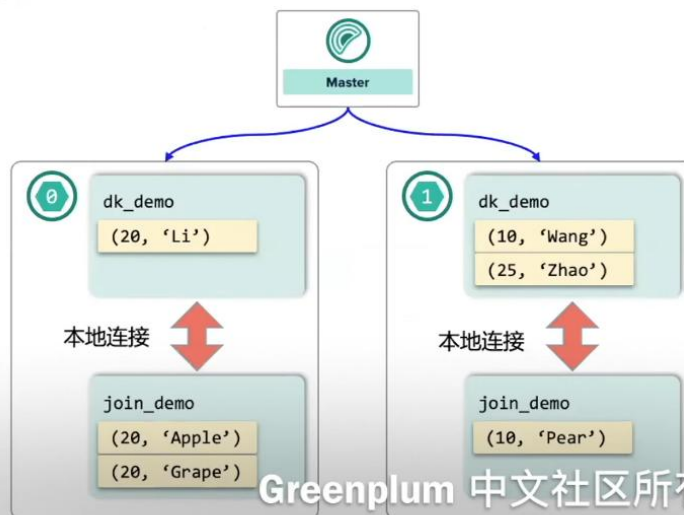 Master
0
dk_demo
(20, ‘Li’)
本地连接
join_demo
(20, ‘Apple’)
(20, ‘Grape’)
1
dk_demo
(10, ‘Wang’)
(25, ‘Zhao’)
本地连接
join_demo
(10, ‘Pear’)
Greenplum 中文社区所有